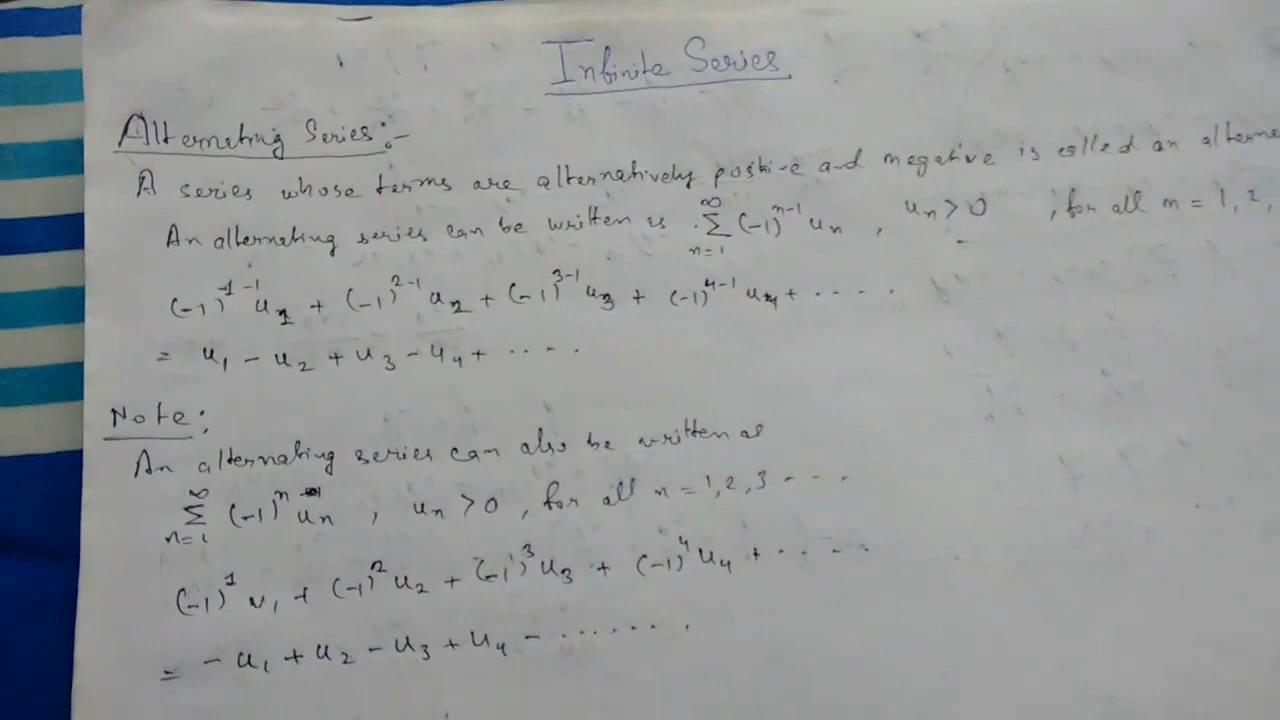 Infinite Series
Alternating Series:-
A series whose terms are alternatively positive and negative is called an alterna
An alternating series can be written as ∑_{n=1}^{∞} (-1)^{n-1} u_n , u_n > 0 , for all n = 1, 2,
(-1)^{1-1} u_1 + (-1)^{2-1} u_2 + (-1)^{3-1} u_3 + (-1)^{4-1} u_4 + .....
= u_1 - u_2 + u_3 - u_4 + .....
Note:
An alternating series can also be written as
∑_{n=1}^{∞} (-1)^n u_n , u_n > 0 , for all n = 1, 2, 3 ---
(-1)^1 u_1 + (-1)^2 u_2 + (-1)^3 u_3 + (-1)^4 u_4 + .....
= - u_1 + u_2 - u_3 + u_4 - .......